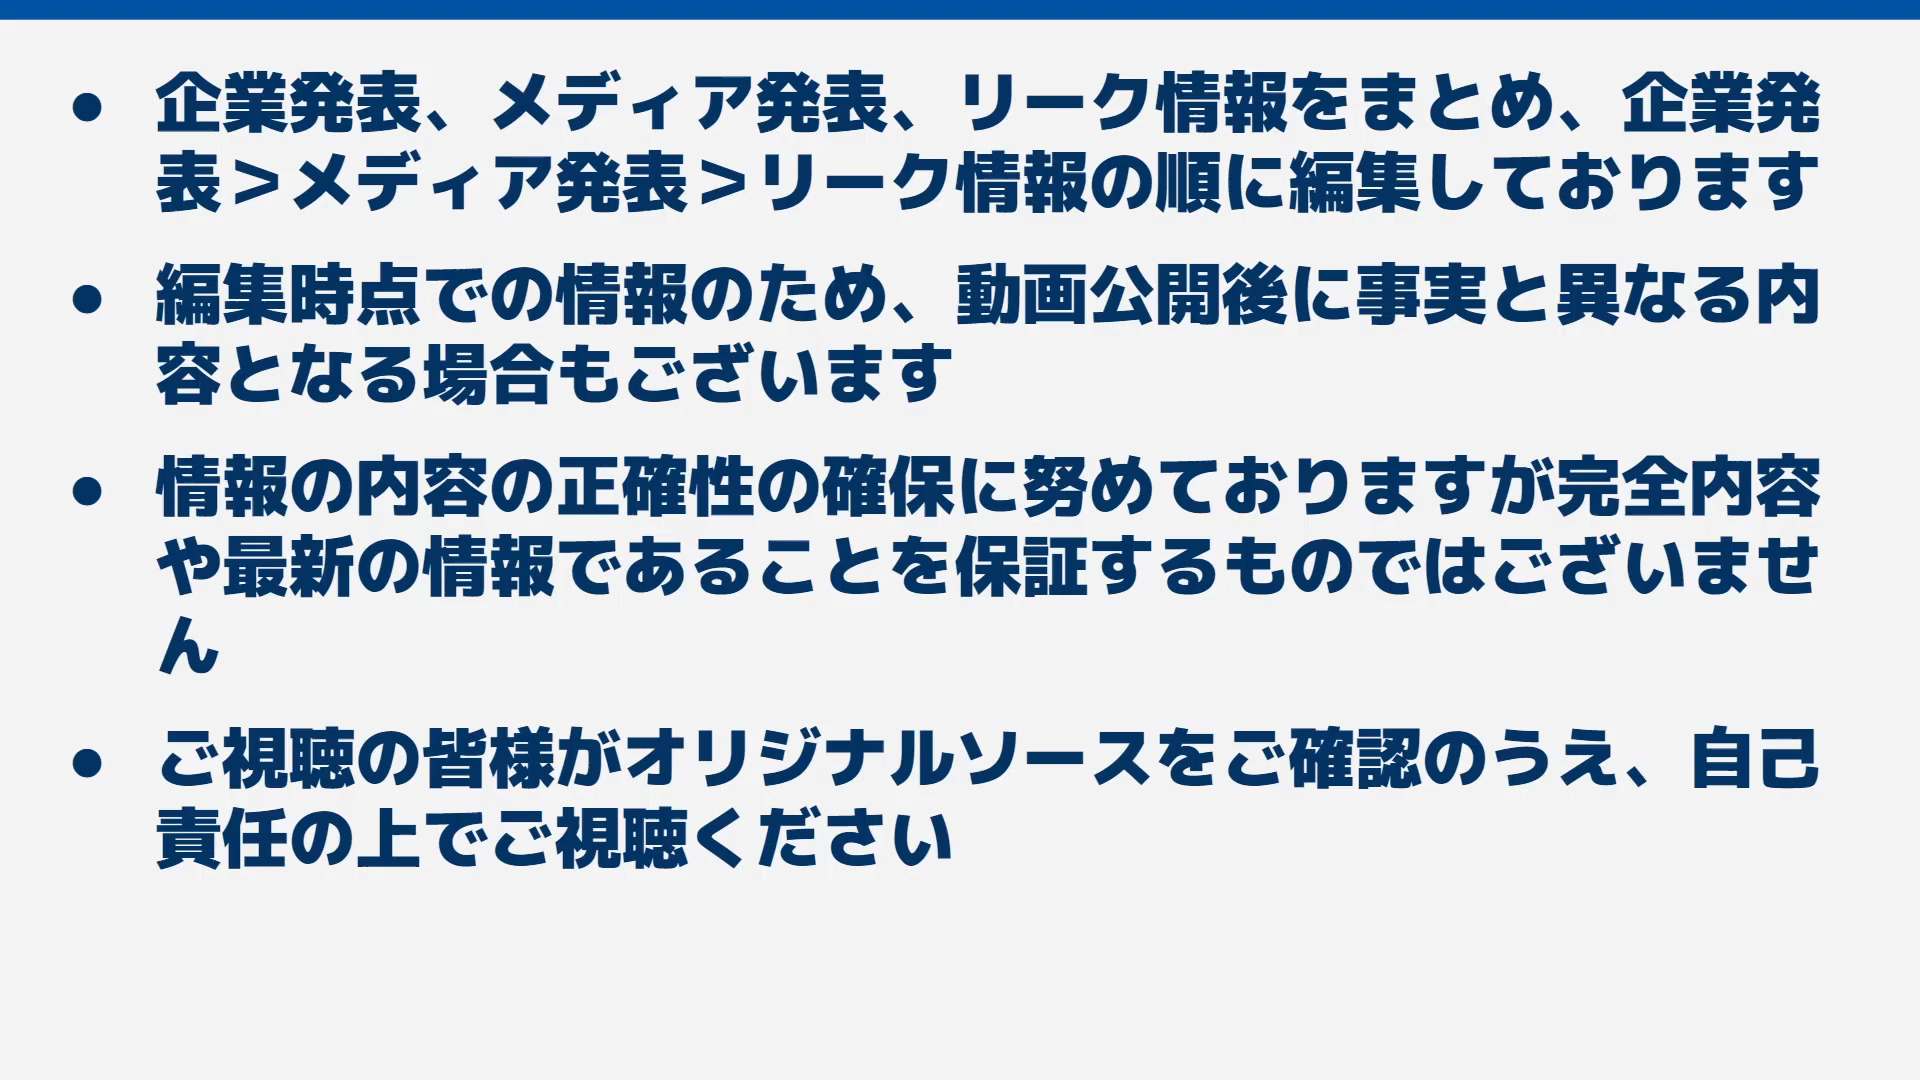 ● 企業発表、メディア発表、リーク情報をまとめ、企業発
表＞メディア発表＞リーク情報の順に編集しております
● 編集時点での情報のため、動画公開後に事実と異なる内
容となる場合もございます
● 情報の内容の正確性の確保に努めておりますが完全内容
や最新の情報であることを保証するものではございませ
ん
● ご視聴の皆様がオリジナルソースをご確認のうえ、自己
責任の上でご視聴ください